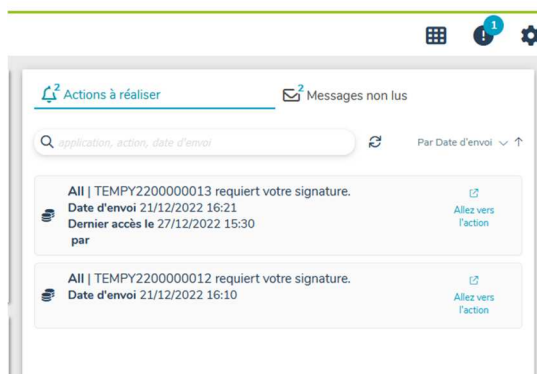 1
2 Actions à réaliser
2 Messages non lus
application, action, date d'envoi
Par Date d'envoi
All | TEMPY2200000013 requiert votre signature.
Date d'envoi 21/12/2022 16:21
Dernier accès le 27/12/2022 15:30
par
Allez vers
l'action
All | TEMPY2200000012 requiert votre signature.
Date d'envoi 21/12/2022 16:10
Allez vers
l'action